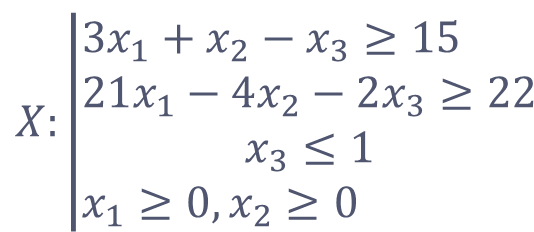 X: 3x₁ + x₂ − x₃ ≥ 15
21x₁ − 4x₂ − 2x₃ ≥ 22
x₃ ≤ 1
x₁ ≥ 0, x₂ ≥ 0